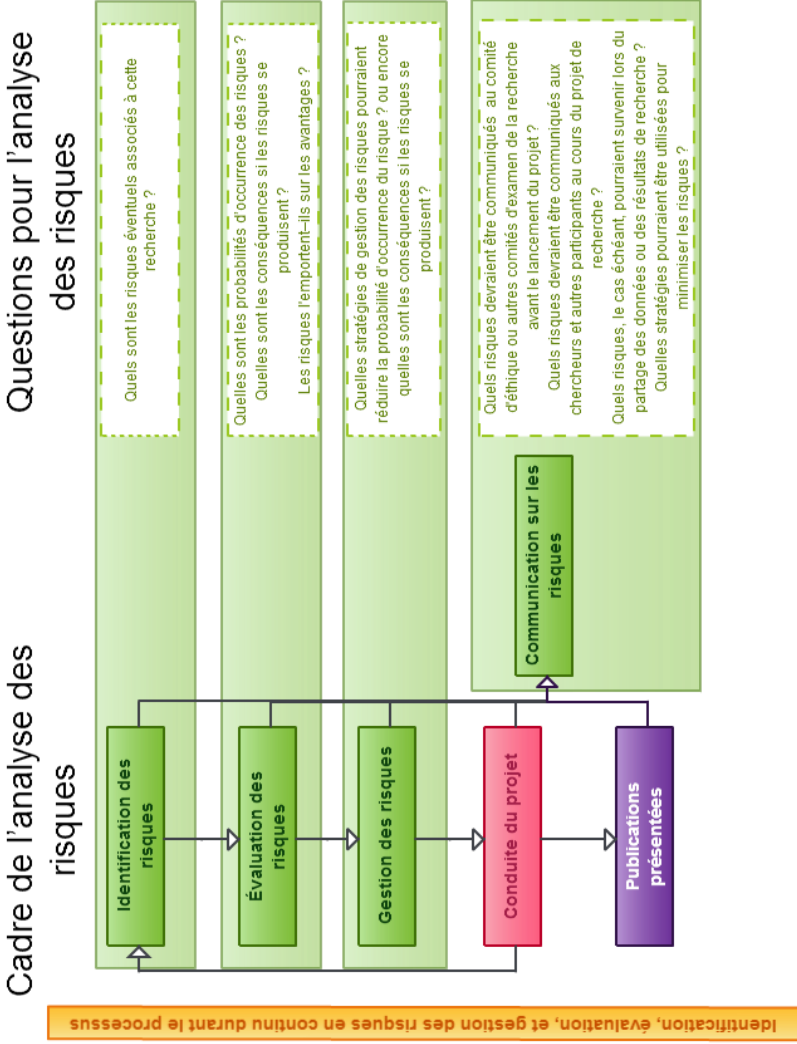 Cadre de l'analyse des
risques
Questions pour l'analyse
des risques
Identification des
risques
Quels sont les risques éventuels associés à cette
recherche ?
Évaluation des
risques
Quelles sont les probabilités d'occurrence des risques ?
Quelles sont les conséquences si les risques se
produisent ?
Les risques l'emportent–ils sur les avantages ?
Gestion des risques
Quelles stratégies de gestion des risques pourraient
réduire la probabilité d'occurrence du risque ? ou encore
quelles sont les conséquences si les risques se
produisent ?
Conduite du projet
Publications
présentées
Communication sur les
risques
Quels risques devraient être communiqués au comité
d'éthique ou autres comités d'examen de la recherche
avant le lancement du projet ?
Quels risques devraient être communiqués aux
chercheurs et autres participants au cours du projet de
recherche ?
Quels risques, le cas échéant, pourraient survenir lors du
partage des données ou des résultats de recherche ?
Quelles stratégies pourraient être utilisées pour
minimiser les risques ?
Identification, évaluation, et gestion des risques en continu durant le processus